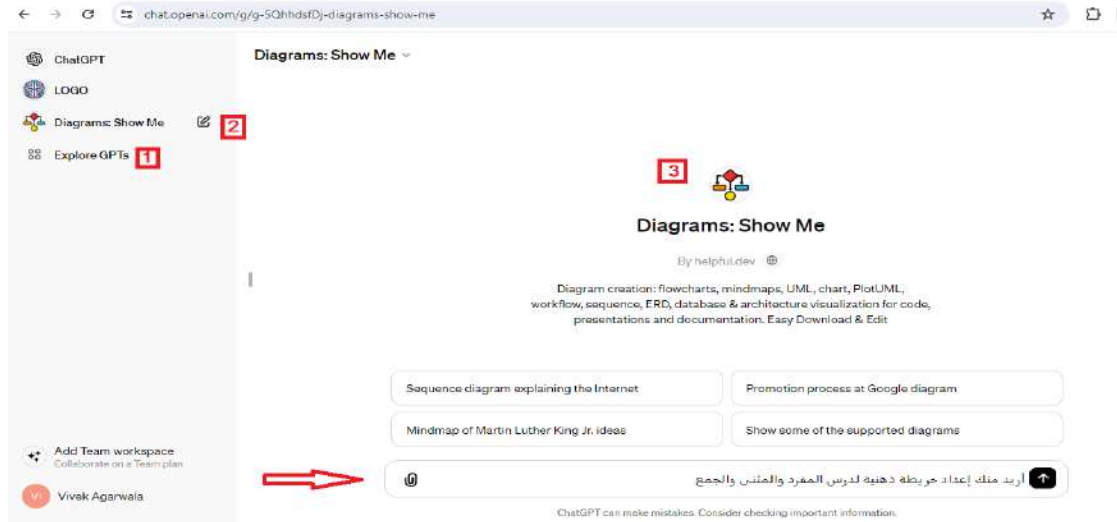 chat.openai.com/g/g-5QhhdsfDj-diagrams-show-me
ChatGPT
LOGO
Diagrams: Show Me
2
Explore GPTs
1
Diagrams: Show Me
3
Diagrams: Show Me
By helpful.dev
Diagram creation: flowcharts, mindmaps, UML, chart, PlotUML,
workflow, sequence, ERD, database & architecture visualization for code,
presentations and documentation. Easy Download & Edit
Sequence diagram explaining the Internet
Promotion process at Google diagram
Mindmap of Martin Luther King Jr. ideas
Show some of the supported diagrams
أريد منك إعداد خريطة ذهنية لدرس المفرد والمثنى والجمع
ChatGPT can make mistakes. Consider checking important information.
Add Team workspace
Collaborate on a Team plan
VI
Vivek Agarwala